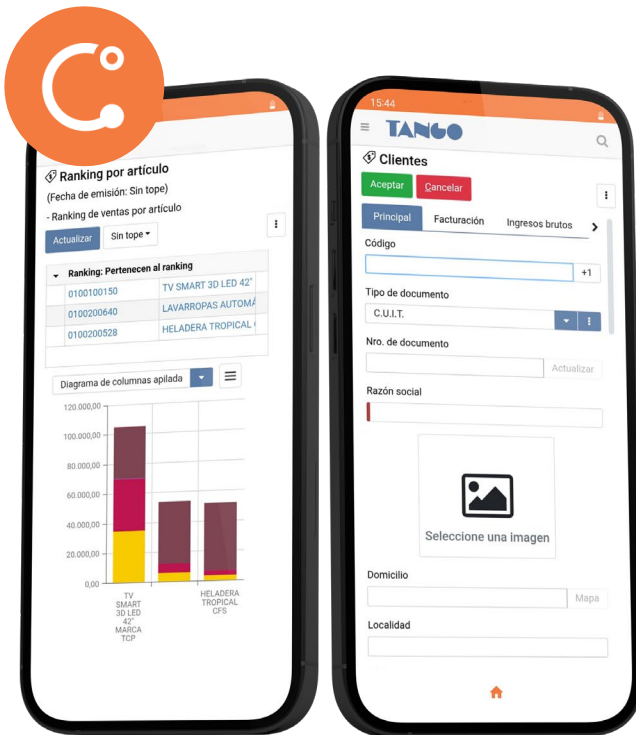 Ranking por artículo
(Fecha de emisión: Sin tope)
- Ranking de ventas por artículo
Actualizar
Sin tope
Ranking: Pertenecen al ranking
0100100150 TV SMART 3D LED 42"
0100200640 LAVARROPAS AUTOMÁ
0100200528 HELADERA TROPICAL
Diagrama de columnas apilada
120.000,00
100.000,00
80.000,00
60.000,00
40.000,00
20.000,00
0,00
TV
SMART
3D LED
42"
MARCA
TCP
HELADERA
TROPICAL
CFS
15:44
TANGO
Clientes
Aceptar
Cancelar
Principal
Facturación
Ingresos brutos
Código
+1
Tipo de documento
C.U.I.T.
Nro. de documento
Actualizar
Razón social
Seleccione una imagen
Domicilio
Mapa
Localidad